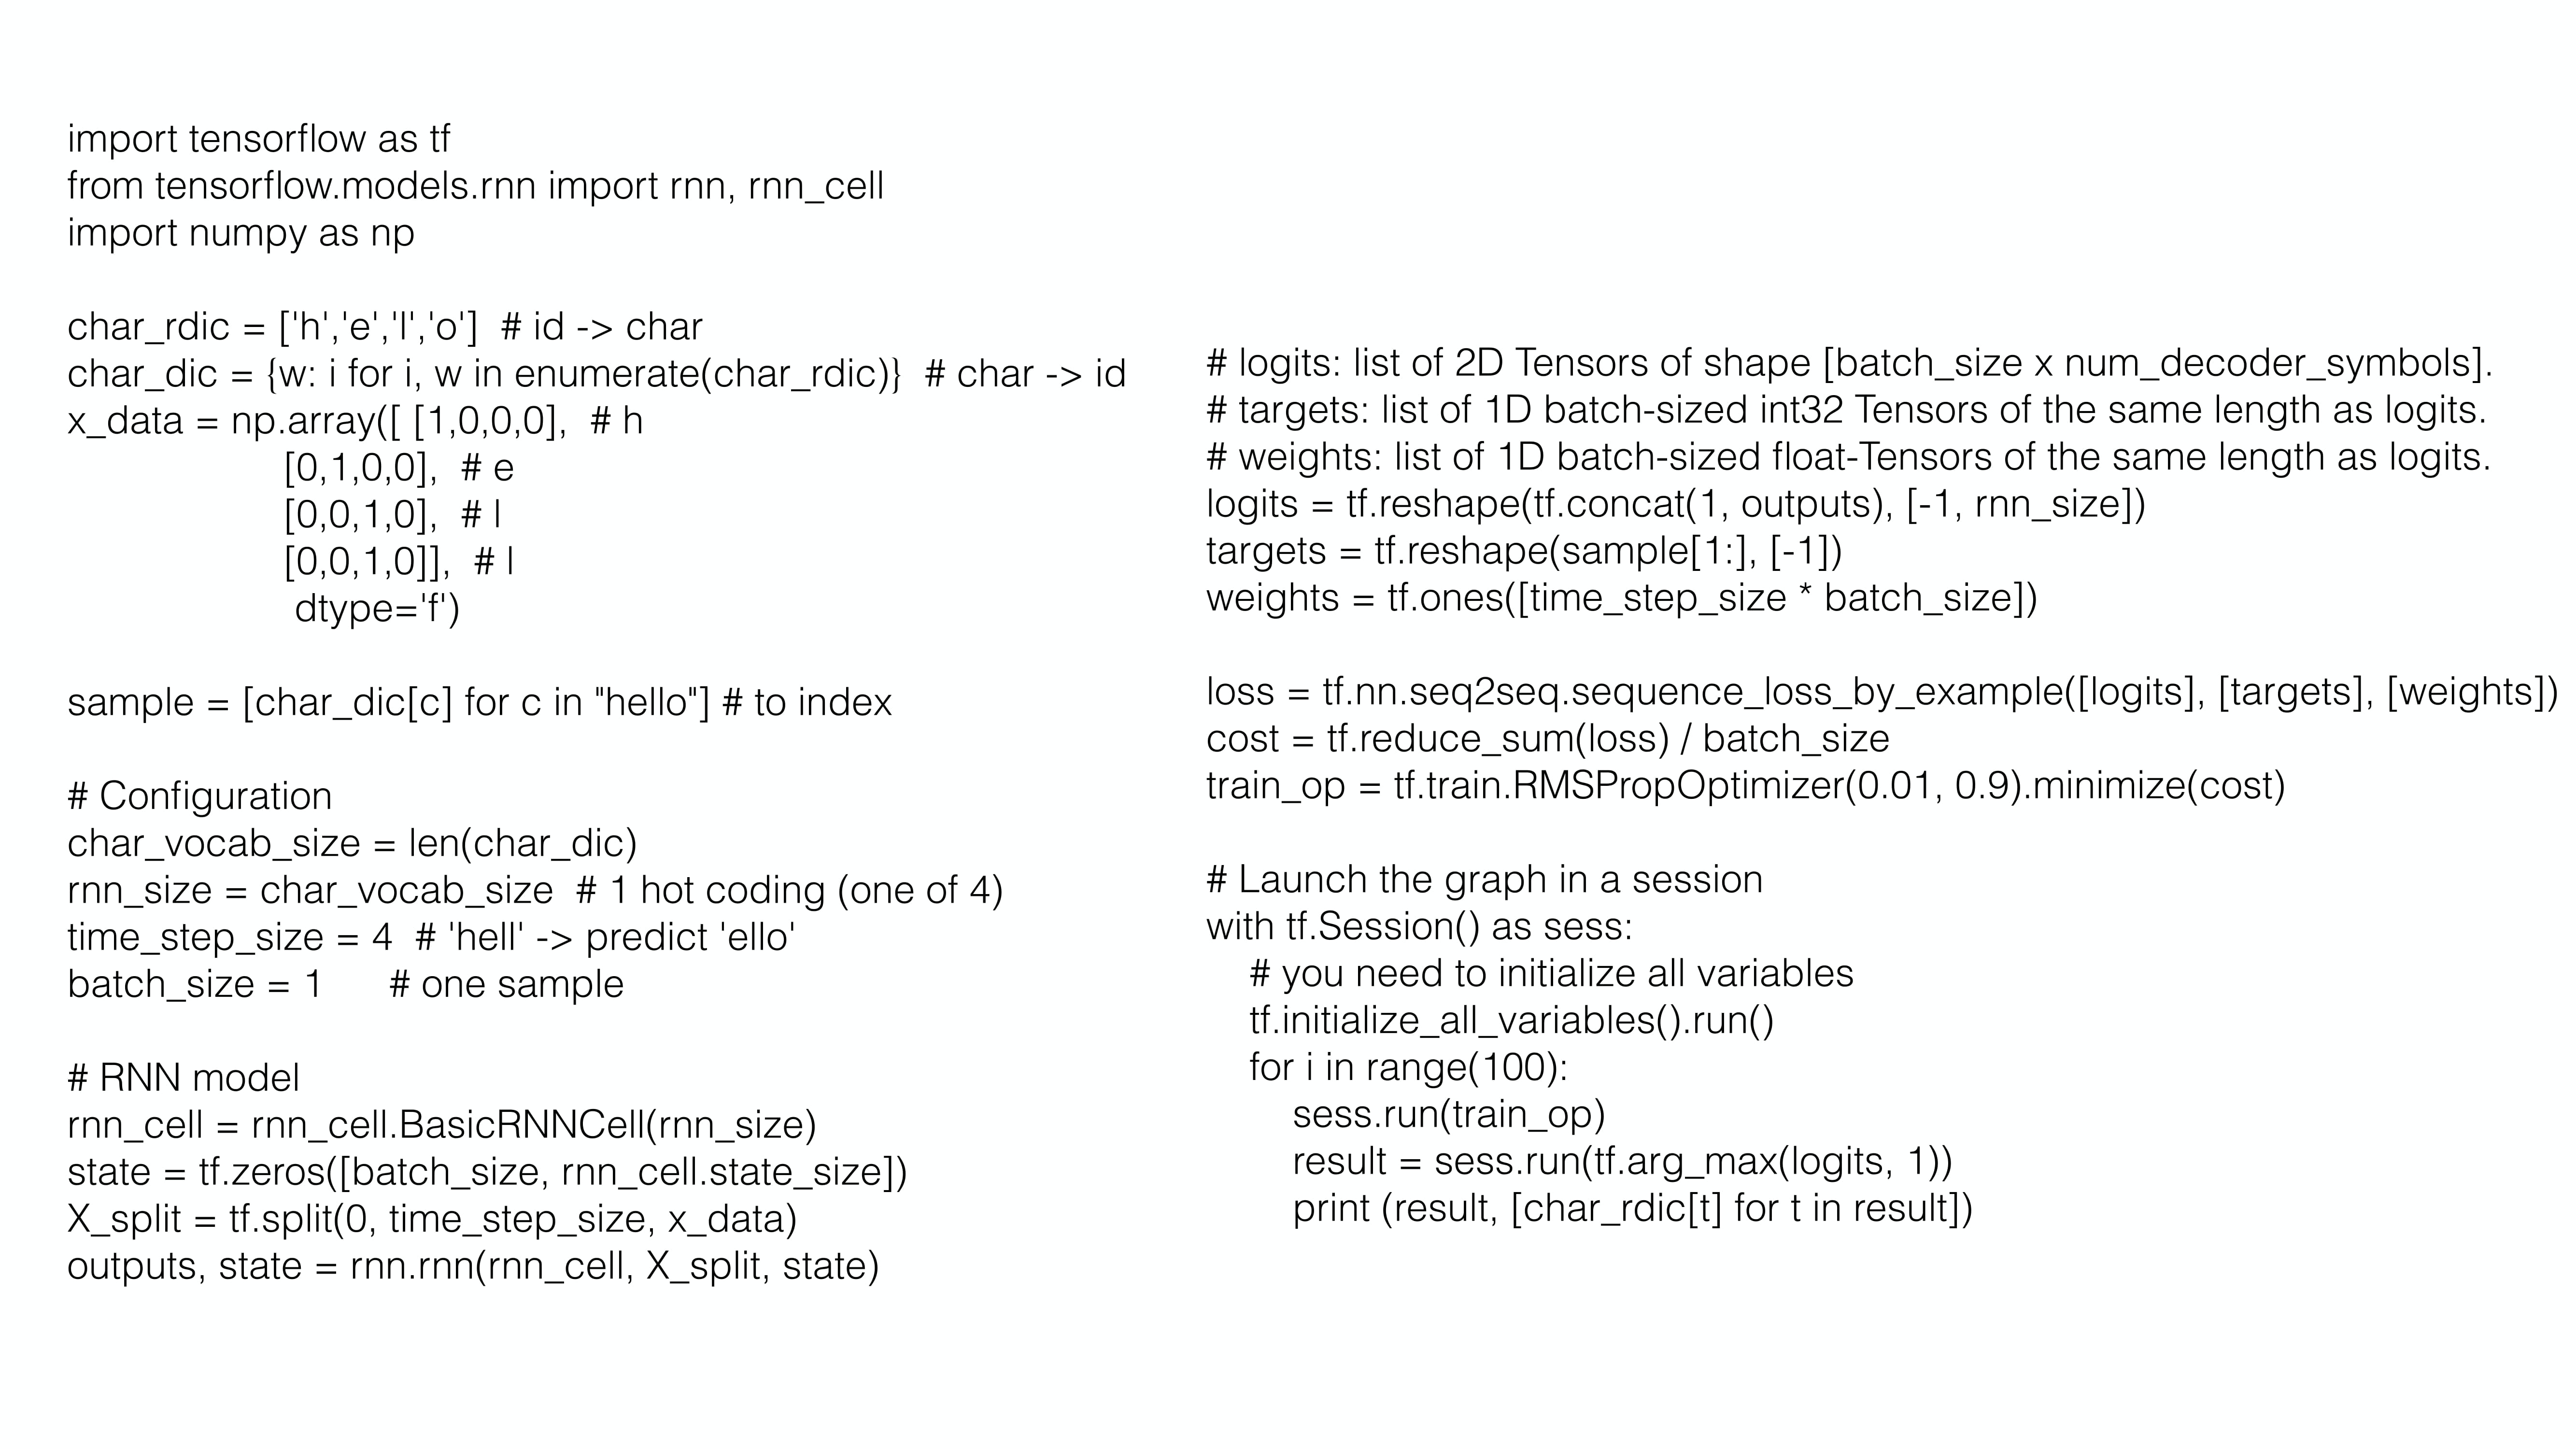 import tensorflow as tf
from tensorflow.models.rnn import rnn, rnn_cell
import numpy as np

char_rdic = ['h','e','l','o']  # id -> char
char_dic = {w: i for i, w in enumerate(char_rdic)}  # char -> id
x_data = np.array([ [1,0,0,0],  # h
                    [0,1,0,0],  # e
                    [0,0,1,0],  # l
                    [0,0,1,0]],  # l
                     dtype='f')

sample = [char_dic[c] for c in "hello"] # to index

# Configuration
char_vocab_size = len(char_dic)
rnn_size = char_vocab_size  # 1 hot coding (one of 4)
time_step_size = 4  # 'hell' -> predict 'ello'
batch_size = 1      # one sample

# RNN model
rnn_cell = rnn_cell.BasicRNNCell(rnn_size)
state = tf.zeros([batch_size, rnn_cell.state_size])
X_split = tf.split(0, time_step_size, x_data)
outputs, state = rnn.rnn(rnn_cell, X_split, state)

# logits: list of 2D Tensors of shape [batch_size x num_decoder_symbols].
# targets: list of 1D batch-sized int32 Tensors of the same length as logits.
# weights: list of 1D batch-sized float-Tensors of the same length as logits.
logits = tf.reshape(tf.concat(1, outputs), [-1, rnn_size])
targets = tf.reshape(sample[1:], [-1])
weights = tf.ones([time_step_size * batch_size])

loss = tf.nn.seq2seq.sequence_loss_by_example([logits], [targets], [weights])
cost = tf.reduce_sum(loss) / batch_size
train_op = tf.train.RMSPropOptimizer(0.01, 0.9).minimize(cost)

# Launch the graph in a session
with tf.Session() as sess:
    # you need to initialize all variables
    tf.initialize_all_variables().run()
    for i in range(100):
        sess.run(train_op)
        result = sess.run(tf.arg_max(logits, 1))
        print (result, [char_rdic[t] for t in result])